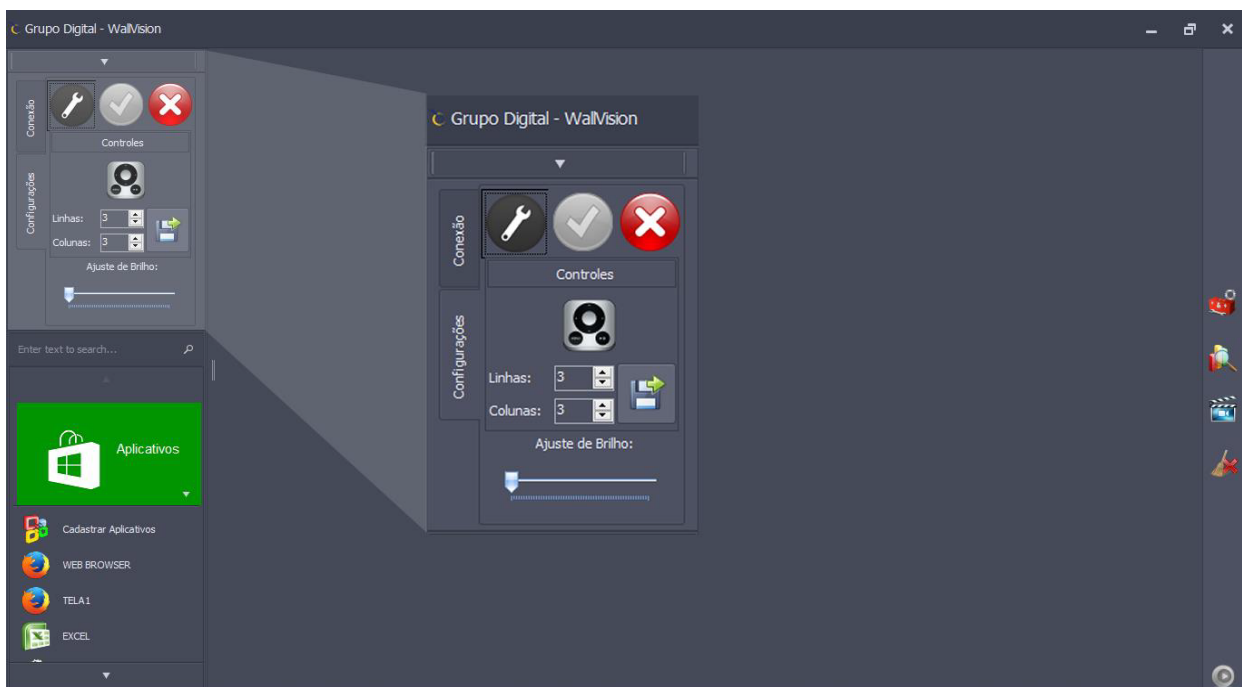 Grupo Digital - WallVision
Conexão
Controles
Configurações
Linhas: 3
Colunas: 3
Ajuste de Brilho:
Enter text to search...
Aplicativos
Cadastrar Aplicativos
WEB BROWSER
TELA1
EXCEL
Grupo Digital - WallVision
Conexão
Controles
Configurações
Linhas: 3
Colunas: 3
Ajuste de Brilho: